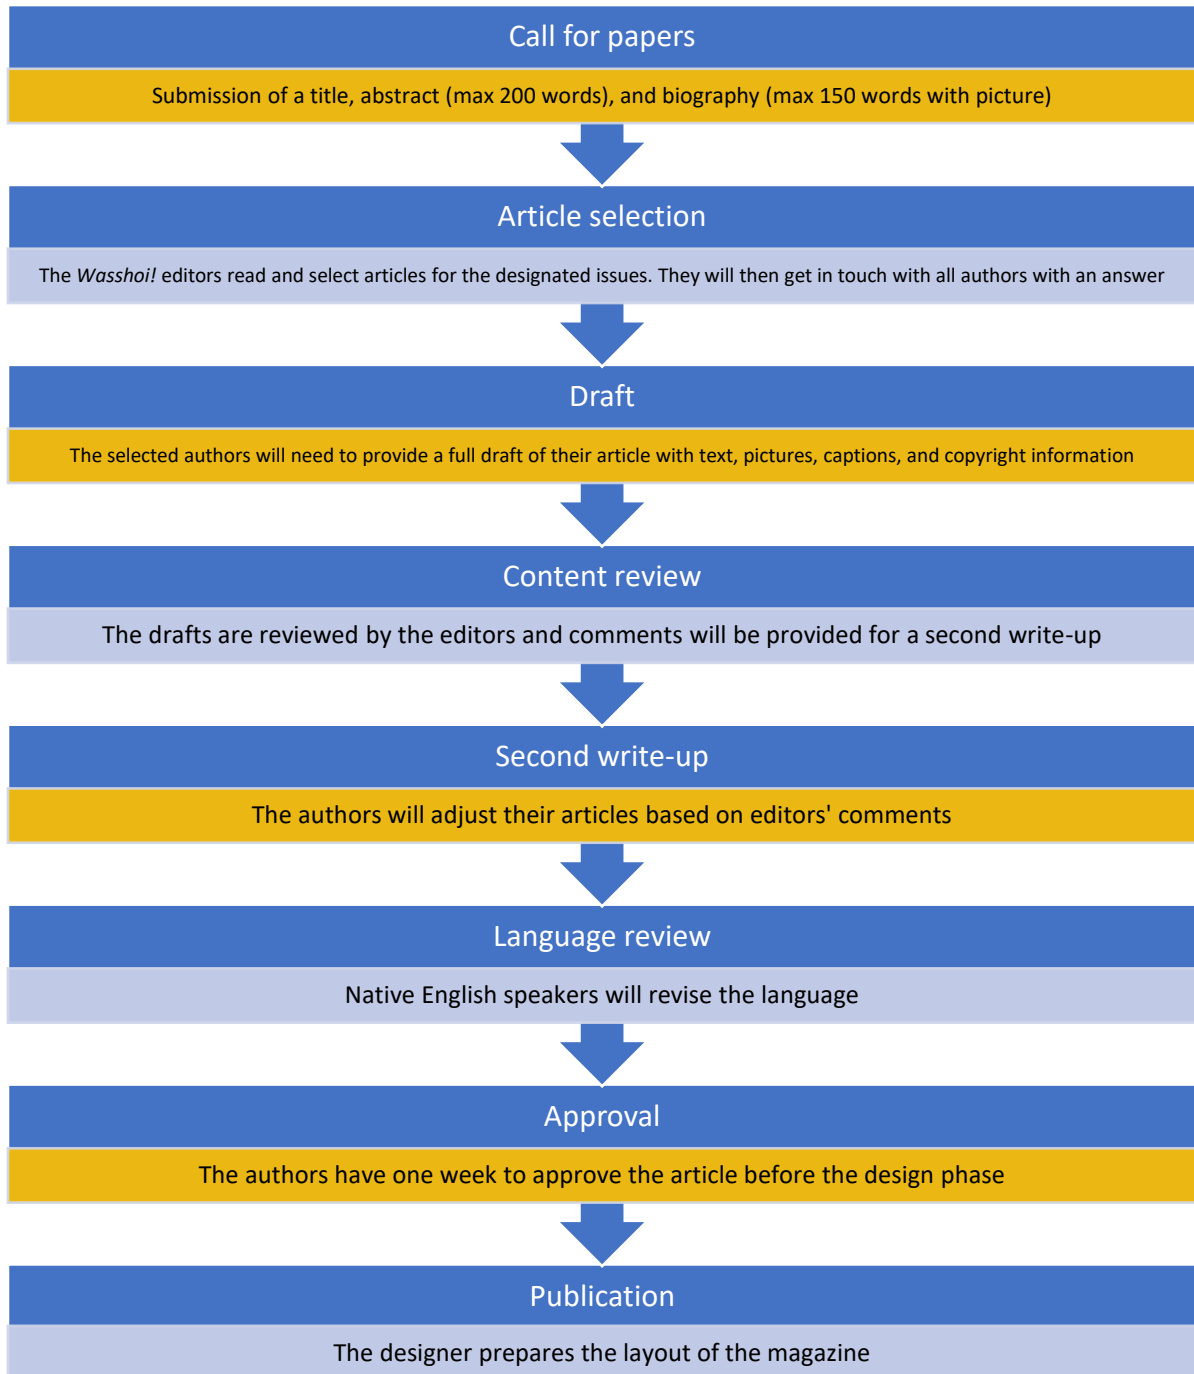 Call for papers
Submission of a title, abstract (max 200 words), and biography (max 150 words with picture)
Article selection
The Wasshoi! editors read and select articles for the designated issues. They will then get in touch with all authors with an answer
Draft
The selected authors will need to provide a full draft of their article with text, pictures, captions, and copyright information
Content review
The drafts are reviewed by the editors and comments will be provided for a second write-up
Second write-up
The authors will adjust their articles based on editors' comments
Language review
Native English speakers will revise the language
Approval
The authors have one week to approve the article before the design phase
Publication
The designer prepares the layout of the magazine